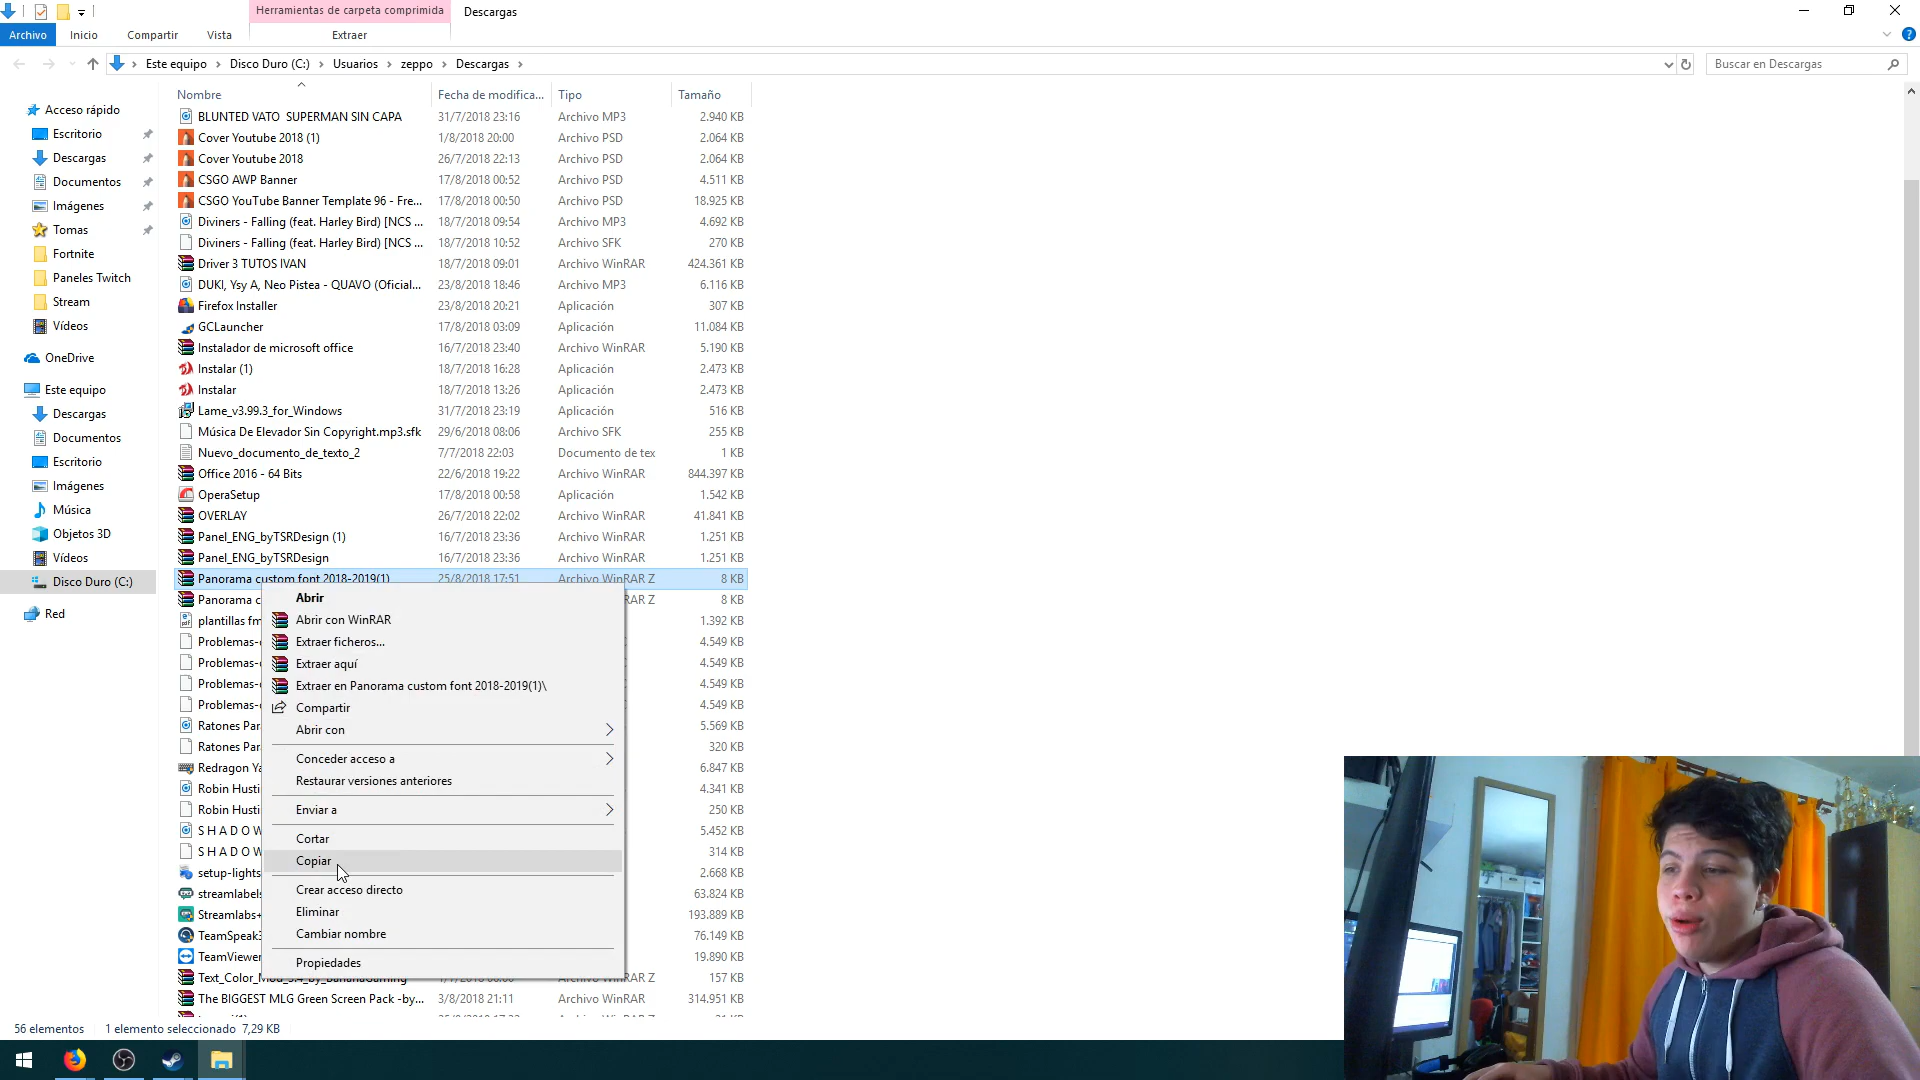 Herramientas de carpeta comprimida
Descargas
Archivo
Inicio
Compartir
Vista
Extraer
Este equipo
Disco Duro (C:)
Usuarios
zeppo
Descargas
Buscar en Descargas
Nombre
Fecha de modifica...
Tipo
Tamaño
Acceso rápido
Escritorio
Descargas
Documentos
Imágenes
Tomas
Fortnite
Paneles Twitch
Stream
Vídeos
OneDrive
Este equipo
Descargas
Documentos
Escritorio
Imágenes
Música
Objetos 3D
Vídeos
Disco Duro (C:)
Red
BLUNTED VATO SUPERMAN SIN CAPA 31/7/2018 23:16 Archivo MP3 2.940 KB
Cover Youtube 2018 (1) 1/8/2018 20:00 Archivo PSD 2.064 KB
Cover Youtube 2018 26/7/2018 22:13 Archivo PSD 2.064 KB
CSGO AWP Banner 17/8/2018 00:52 Archivo PSD 4.511 KB
CSGO YouTube Banner Template 96 - Fre... 17/8/2018 00:50 Archivo PSD 18.925 KB
Diviners - Falling (feat. Harley Bird) [NCS ... 18/7/2018 09:54 Archivo MP3 4.692 KB
Diviners - Falling (feat. Harley Bird) [NCS ... 18/7/2018 10:52 Archivo SFK 270 KB
Driver 3 TUTOS IVAN 18/7/2018 09:01 Archivo WinRAR 424.361 KB
DUKI, Ysy A, Neo Pistea - QUAVO (Oficial... 23/8/2018 18:46 Archivo MP3 6.116 KB
Firefox Installer 23/8/2018 20:21 Aplicación 307 KB
GCLauncher 17/8/2018 03:09 Aplicación 11.084 KB
Instalador de microsoft office 16/7/2018 23:40 Archivo WinRAR 5.190 KB
Instalar (1) 18/7/2018 16:28 Aplicación 2.473 KB
Instalar 18/7/2018 13:26 Aplicación 2.473 KB
Lame_v3.99.3_for_Windows 31/7/2018 23:19 Aplicación 516 KB
Música De Elevador Sin Copyright.mp3.sfk 29/6/2018 08:06 Archivo SFK 255 KB
Nuevo_documento_de_texto_2 7/7/2018 22:03 Documento de tex 1 KB
Office 2016 - 64 Bits 22/6/2018 19:22 Archivo WinRAR 844.397 KB
OperaSetup 17/8/2018 00:58 Aplicación 1.542 KB
OVERLAY 26/7/2018 22:02 Archivo WinRAR 41.841 KB
Panel_ENG_byTSRDesign (1) 16/7/2018 23:36 Archivo WinRAR 1.251 KB
Panel_ENG_byTSRDesign 16/7/2018 23:36 Archivo WinRAR 1.251 KB
Panorama custom font 2018-2019(1) 25/8/2018 17:51 Archivo WinRAR Z 8 KB
Panorama c RAR Z 8 KB
plantillas fm 1.392 KB
Problemas- 4.549 KB
Problemas- 4.549 KB
Problemas- 4.549 KB
Problemas- 4.549 KB
Ratones Par 5.569 KB
Ratones Par 320 KB
Redragon Ya 6.847 KB
Robin Husti 4.341 KB
Robin Husti 250 KB
S H A D O W 5.452 KB
S H A D O W 314 KB
setup-lights 2.668 KB
streamlabels 63.824 KB
Streamlabs+ 193.889 KB
TeamSpeak3 76.149 KB
TeamViewer 19.890 KB
RAR Z 157 KB
The BIGGEST MLG Green Screen Pack -by... 3/8/2018 21:11 Archivo WinRAR 314.951 KB
Abrir
Abrir con WinRAR
Extraer ficheros...
Extraer aquí
Extraer en Panorama custom font 2018-2019(1)\
Compartir
Abrir con
Conceder acceso a
Restaurar versiones anteriores
Enviar a
Cortar
Copiar
Crear acceso directo
Eliminar
Cambiar nombre
Propiedades
56 elementos
1 elemento seleccionado 7,29 KB